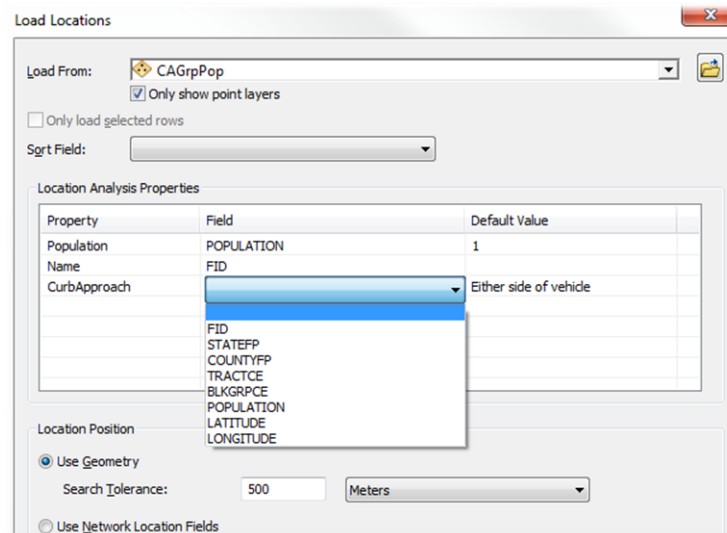 Load Locations
Load From: CAGrpPop
Only show point layers
Only load selected rows
Sort Field:
Location Analysis Properties
Property Field Default Value
Population POPULATION 1
Name FID
CurbApproach Either side of vehicle
FID
STATEFP
COUNTYFP
TRACTCE
BLKGRPCE
POPULATION
LATITUDE
LONGITUDE
Location Position
Use Geometry
Search Tolerance: 500 Meters
Use Network Location Fields